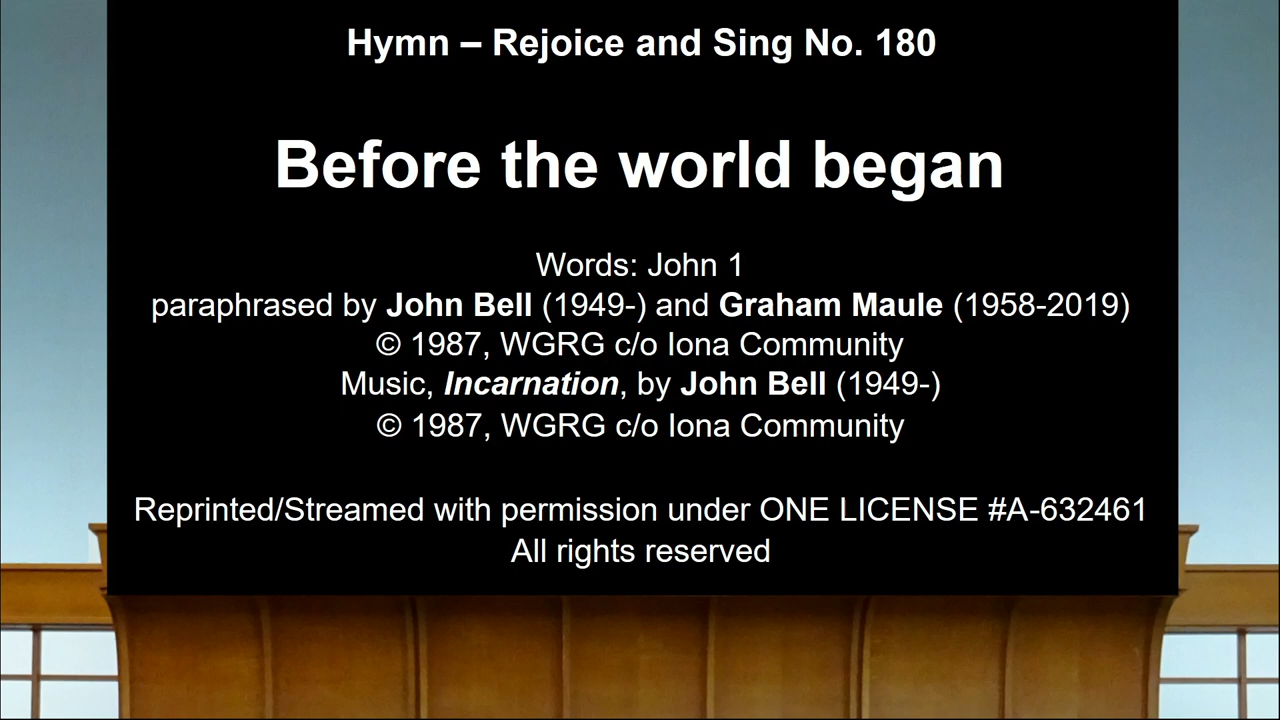 Hymn – Rejoice and Sing No. 180
Before the world began
Words: John 1
paraphrased by John Bell (1949-) and Graham Maule (1958-2019)
© 1987, WGRG c/o Iona Community
Music, Incarnation, by John Bell (1949-)
© 1987, WGRG c/o Iona Community
Reprinted/Streamed with permission under ONE LICENSE #A-632461
All rights reserved